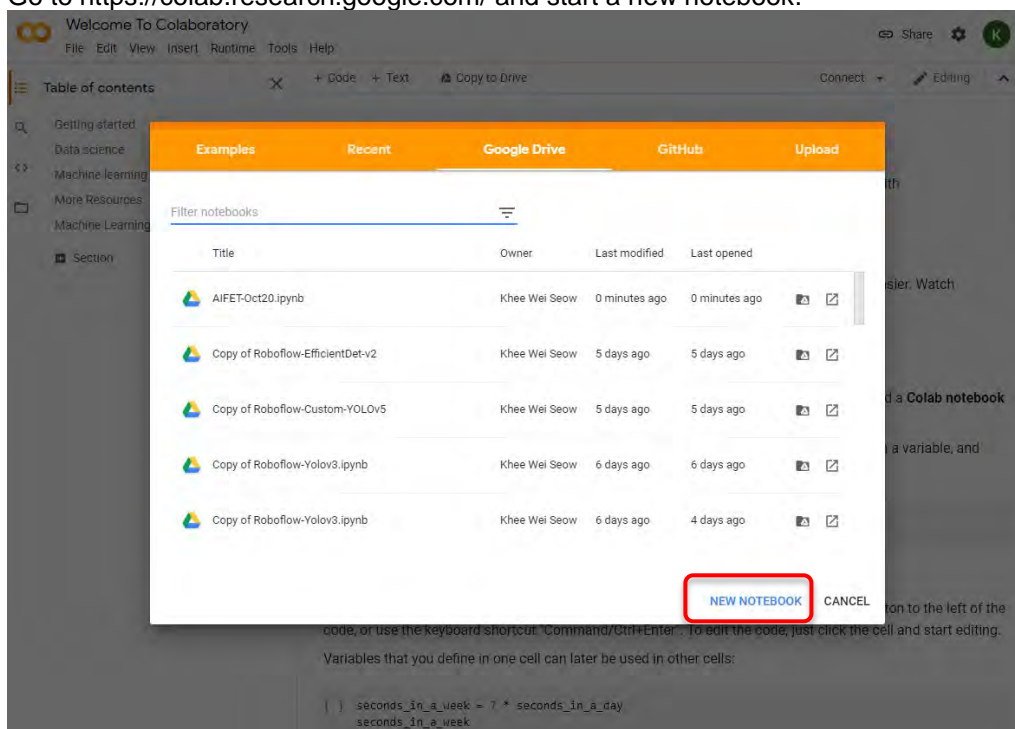 Go to https://colab.research.google.com/ and start a new notebook.
Welcome To Colaboratory
File Edit View Insert Runtime Tools Help
Share
K
Table of contents
+ Code + Text Copy to Drive
Connect
Editing
Getting started
Data science
Machine learning
More Resources
Machine Learning
Section
Examples Recent Google Drive GitHub Upload
ith
Filter notebooks
Title Owner Last modified Last opened
AIFET-Oct20.ipynb Khee Wei Seow 0 minutes ago 0 minutes ago
sier. Watch
Copy of Roboflow-EfficientDet-v2 Khee Wei Seow 5 days ago 5 days ago
d a Colab notebook
Copy of Roboflow-Custom-YOLOv5 Khee Wei Seow 5 days ago 5 days ago
a variable, and
Copy of Roboflow-Yolov3.ipynb Khee Wei Seow 6 days ago 6 days ago
Copy of Roboflow-Yolov3.ipynb Khee Wei Seow 6 days ago 4 days ago
NEW NOTEBOOK CANCEL
ton to the left of the
code, or use the keyboard shortcut "Command/Ctrl+Enter". To edit the code, just click the cell and start editing.
Variables that you define in one cell can later be used in other cells:
[ ] seconds_in_a_week = 7 * seconds_in_a_day
seconds_in_a_week